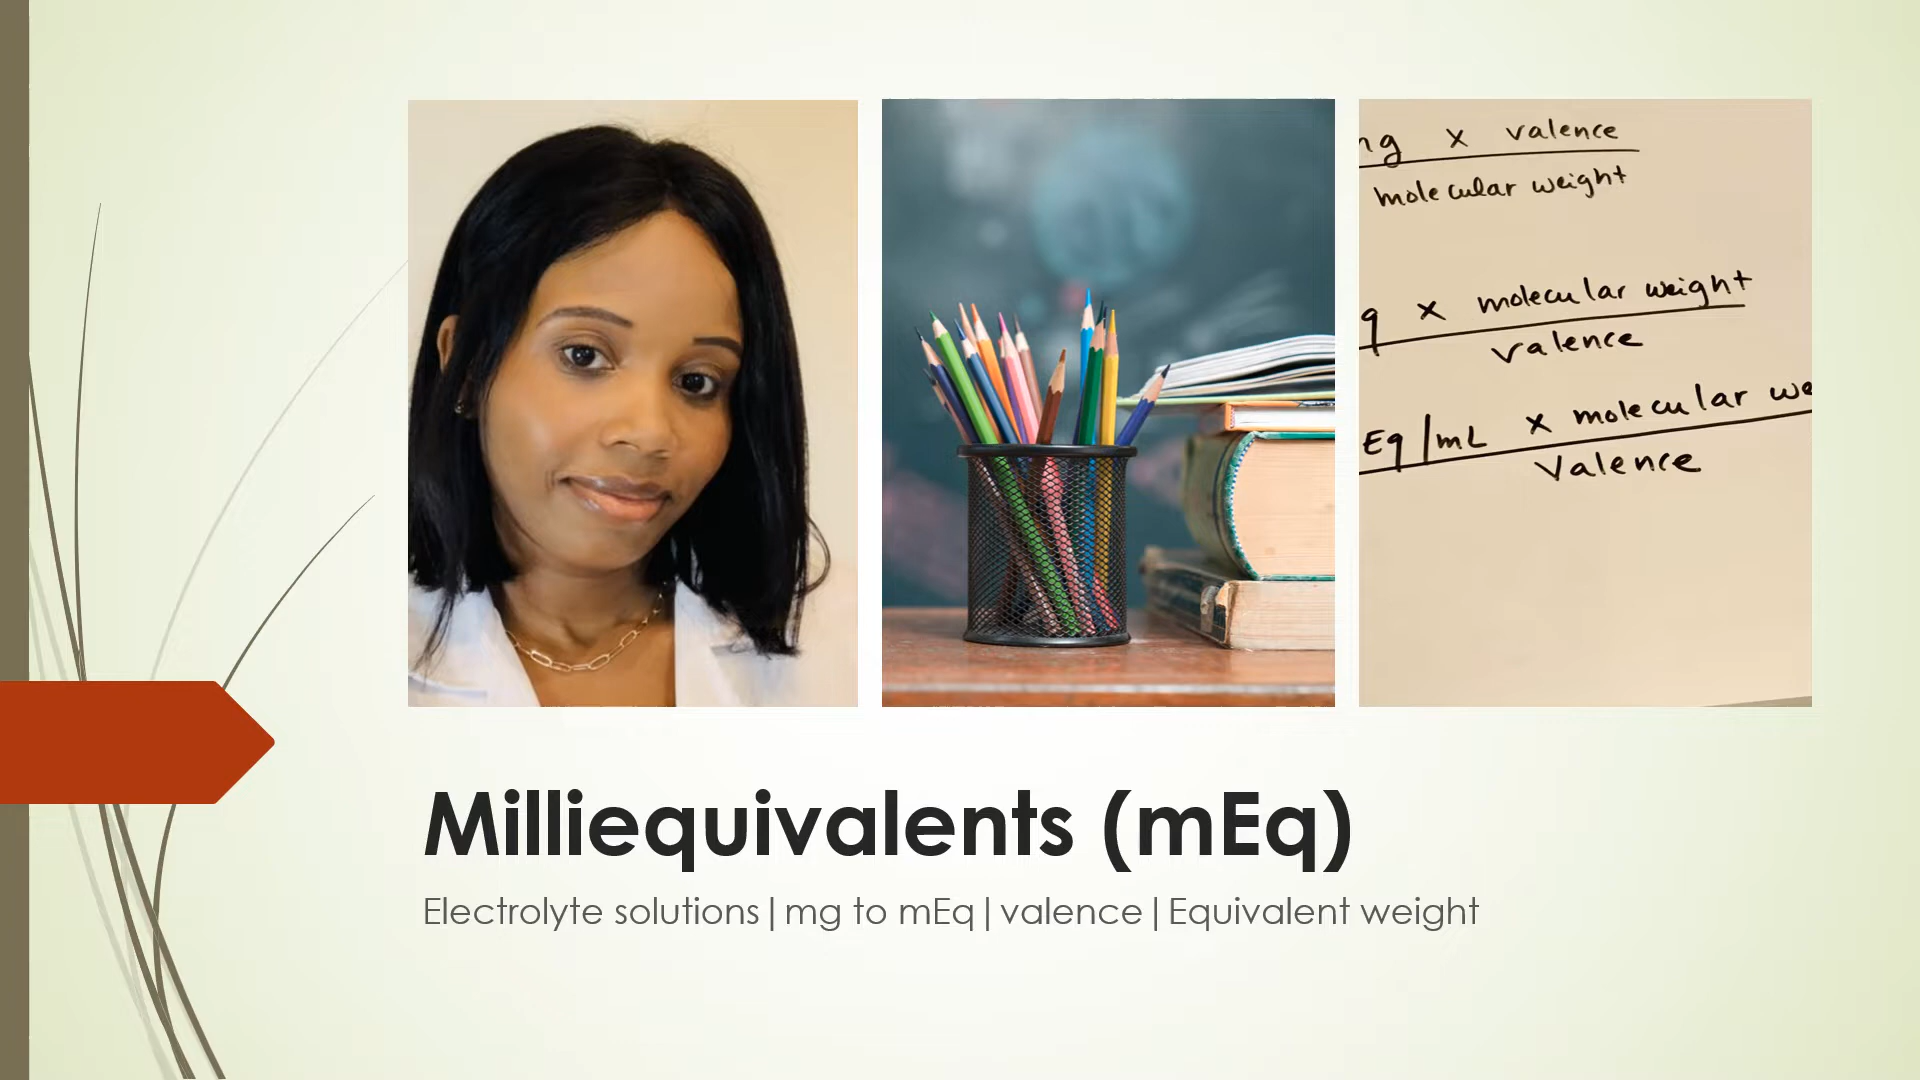 x valence
molecular weight
x molecular weight
valence
Eq/mL x molecular we
Valence
Milliequivalents (mEq)
Electrolyte solutions|mg to mEq|valence|Equivalent weight